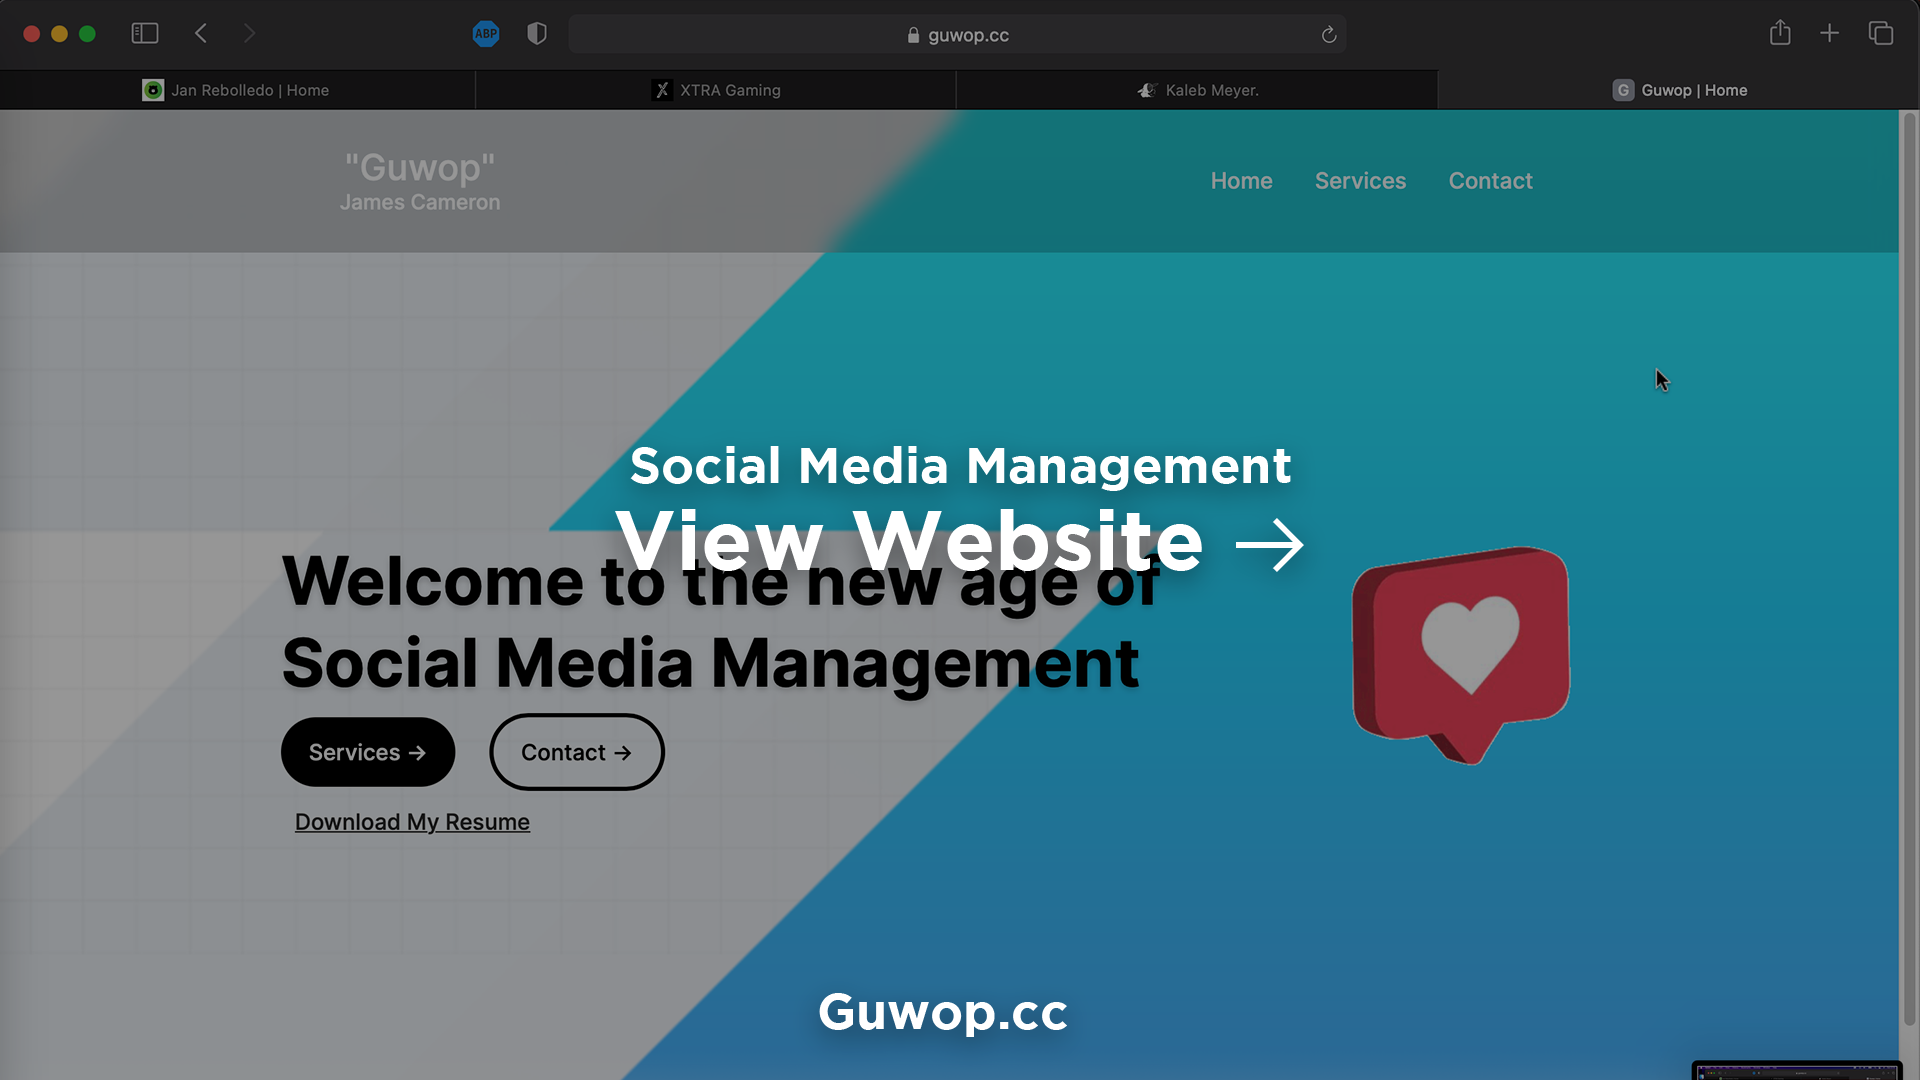 ABP
guwop.cc
Jan Rebolledo | Home
XTRA Gaming
Kaleb Meyer.
G Guwop | Home
"Guwop"
James Cameron
Home
Services
Contact
Social Media Management
View Website →
Welcome to the new age of
Social Media Management
Services →
Contact →
Download My Resume
Guwop.cc